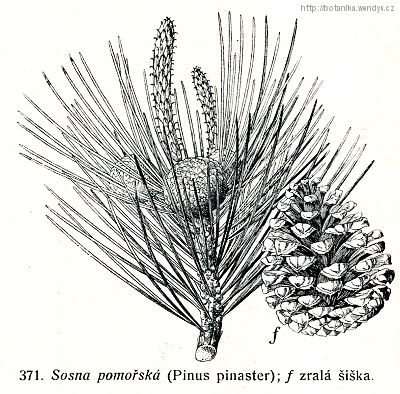 http://botanika.wendys.cz
f
371. Sosna pomořská (Pinus pinaster); f zralá šiška.